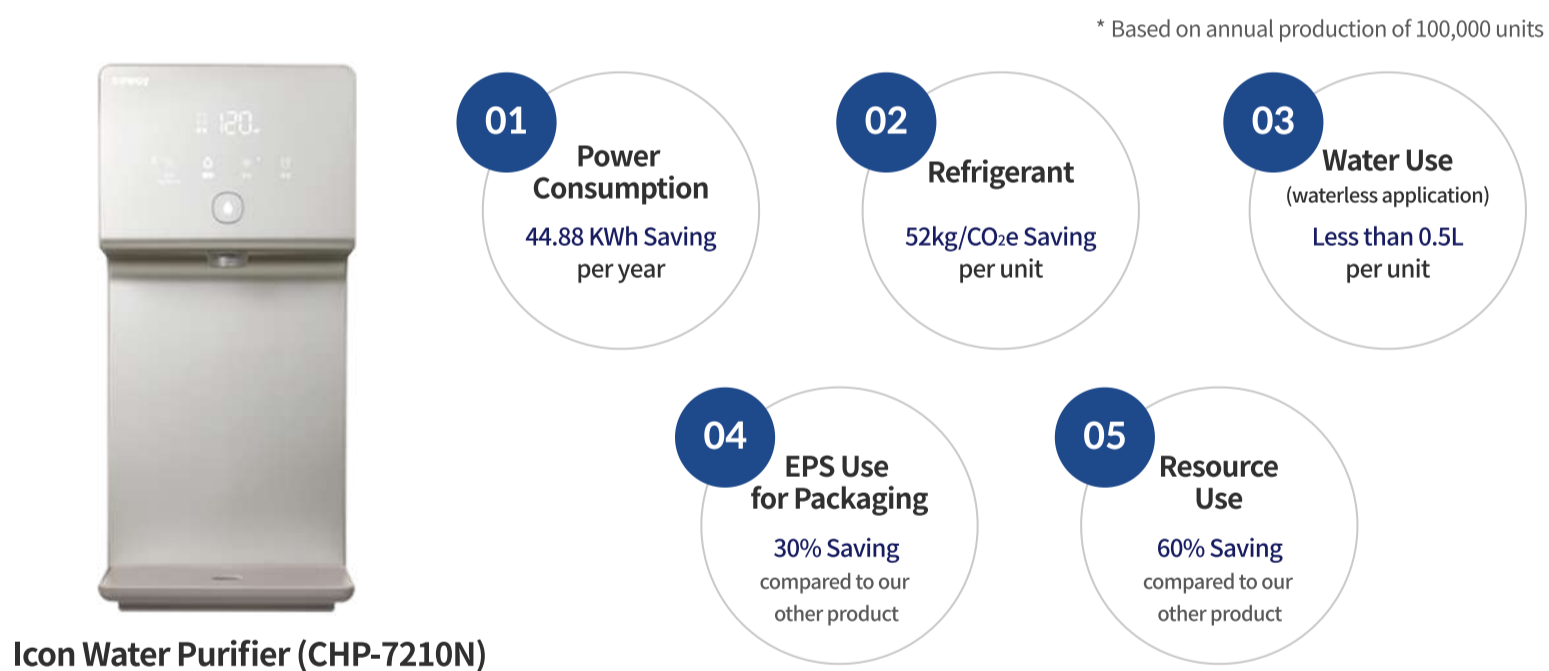 * Based on annual production of 100,000 units
coway
120
01
Power
Consumption
44.88 KWh Saving
per year
02
Refrigerant
52kg/CO₂e Saving
per unit
03
Water Use
(waterless application)
Less than 0.5L
per unit
04
EPS Use
for Packaging
30% Saving
compared to our
other product
05
Resource
Use
60% Saving
compared to our
other product
Icon Water Purifier (CHP-7210N)